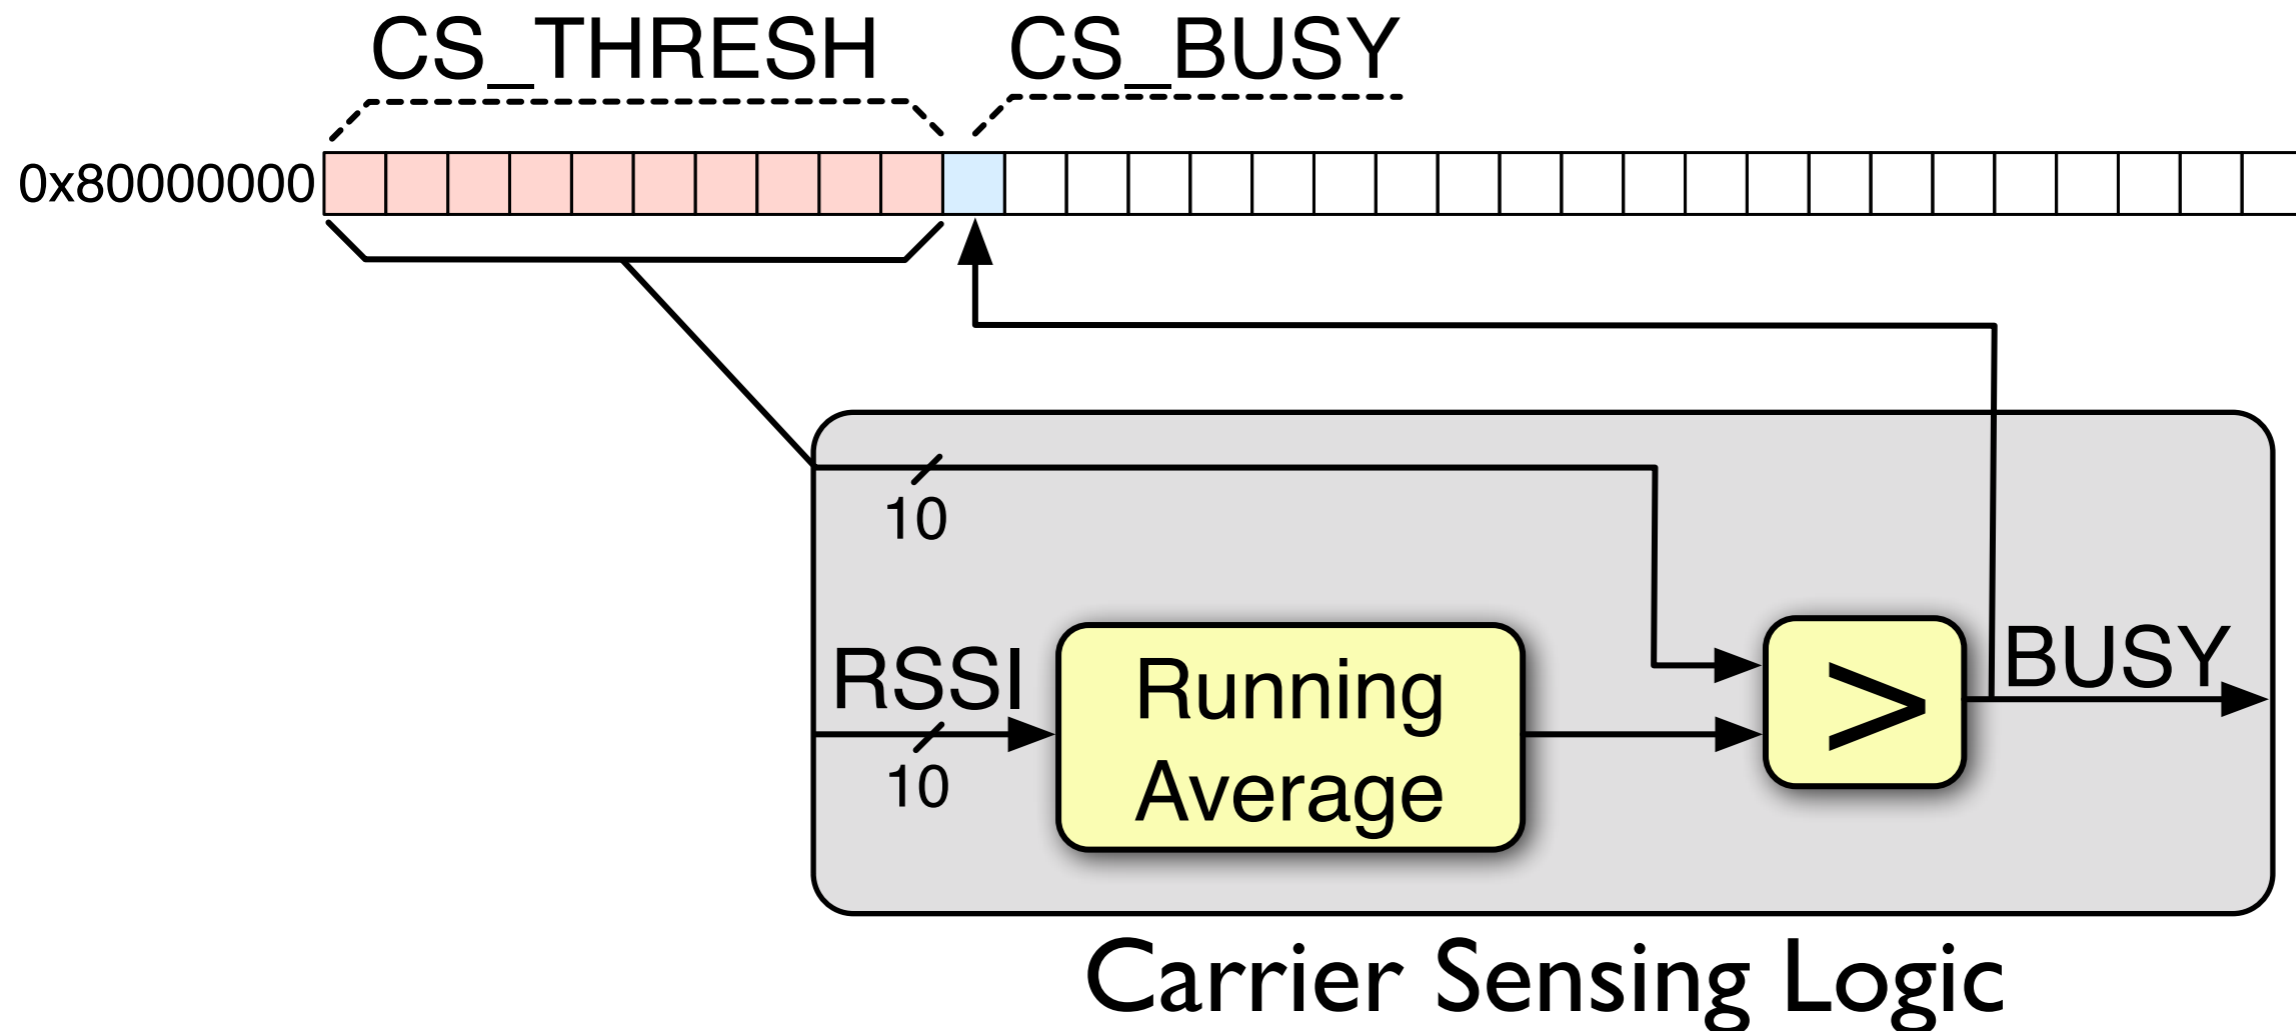 CS_THRESH CS_BUSY
0x80000000
10
RSSI
10
Running
Average
>
BUSY
Carrier Sensing Logic